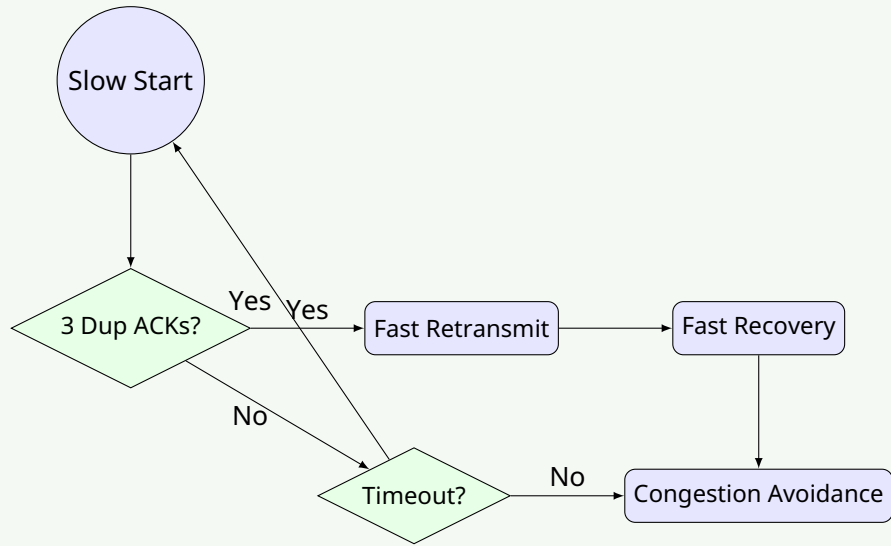 Slow Start
Yes
Yes
3 Dup ACKs?
Fast Retransmit
Fast Recovery
No
Timeout?
No
Congestion Avoidance